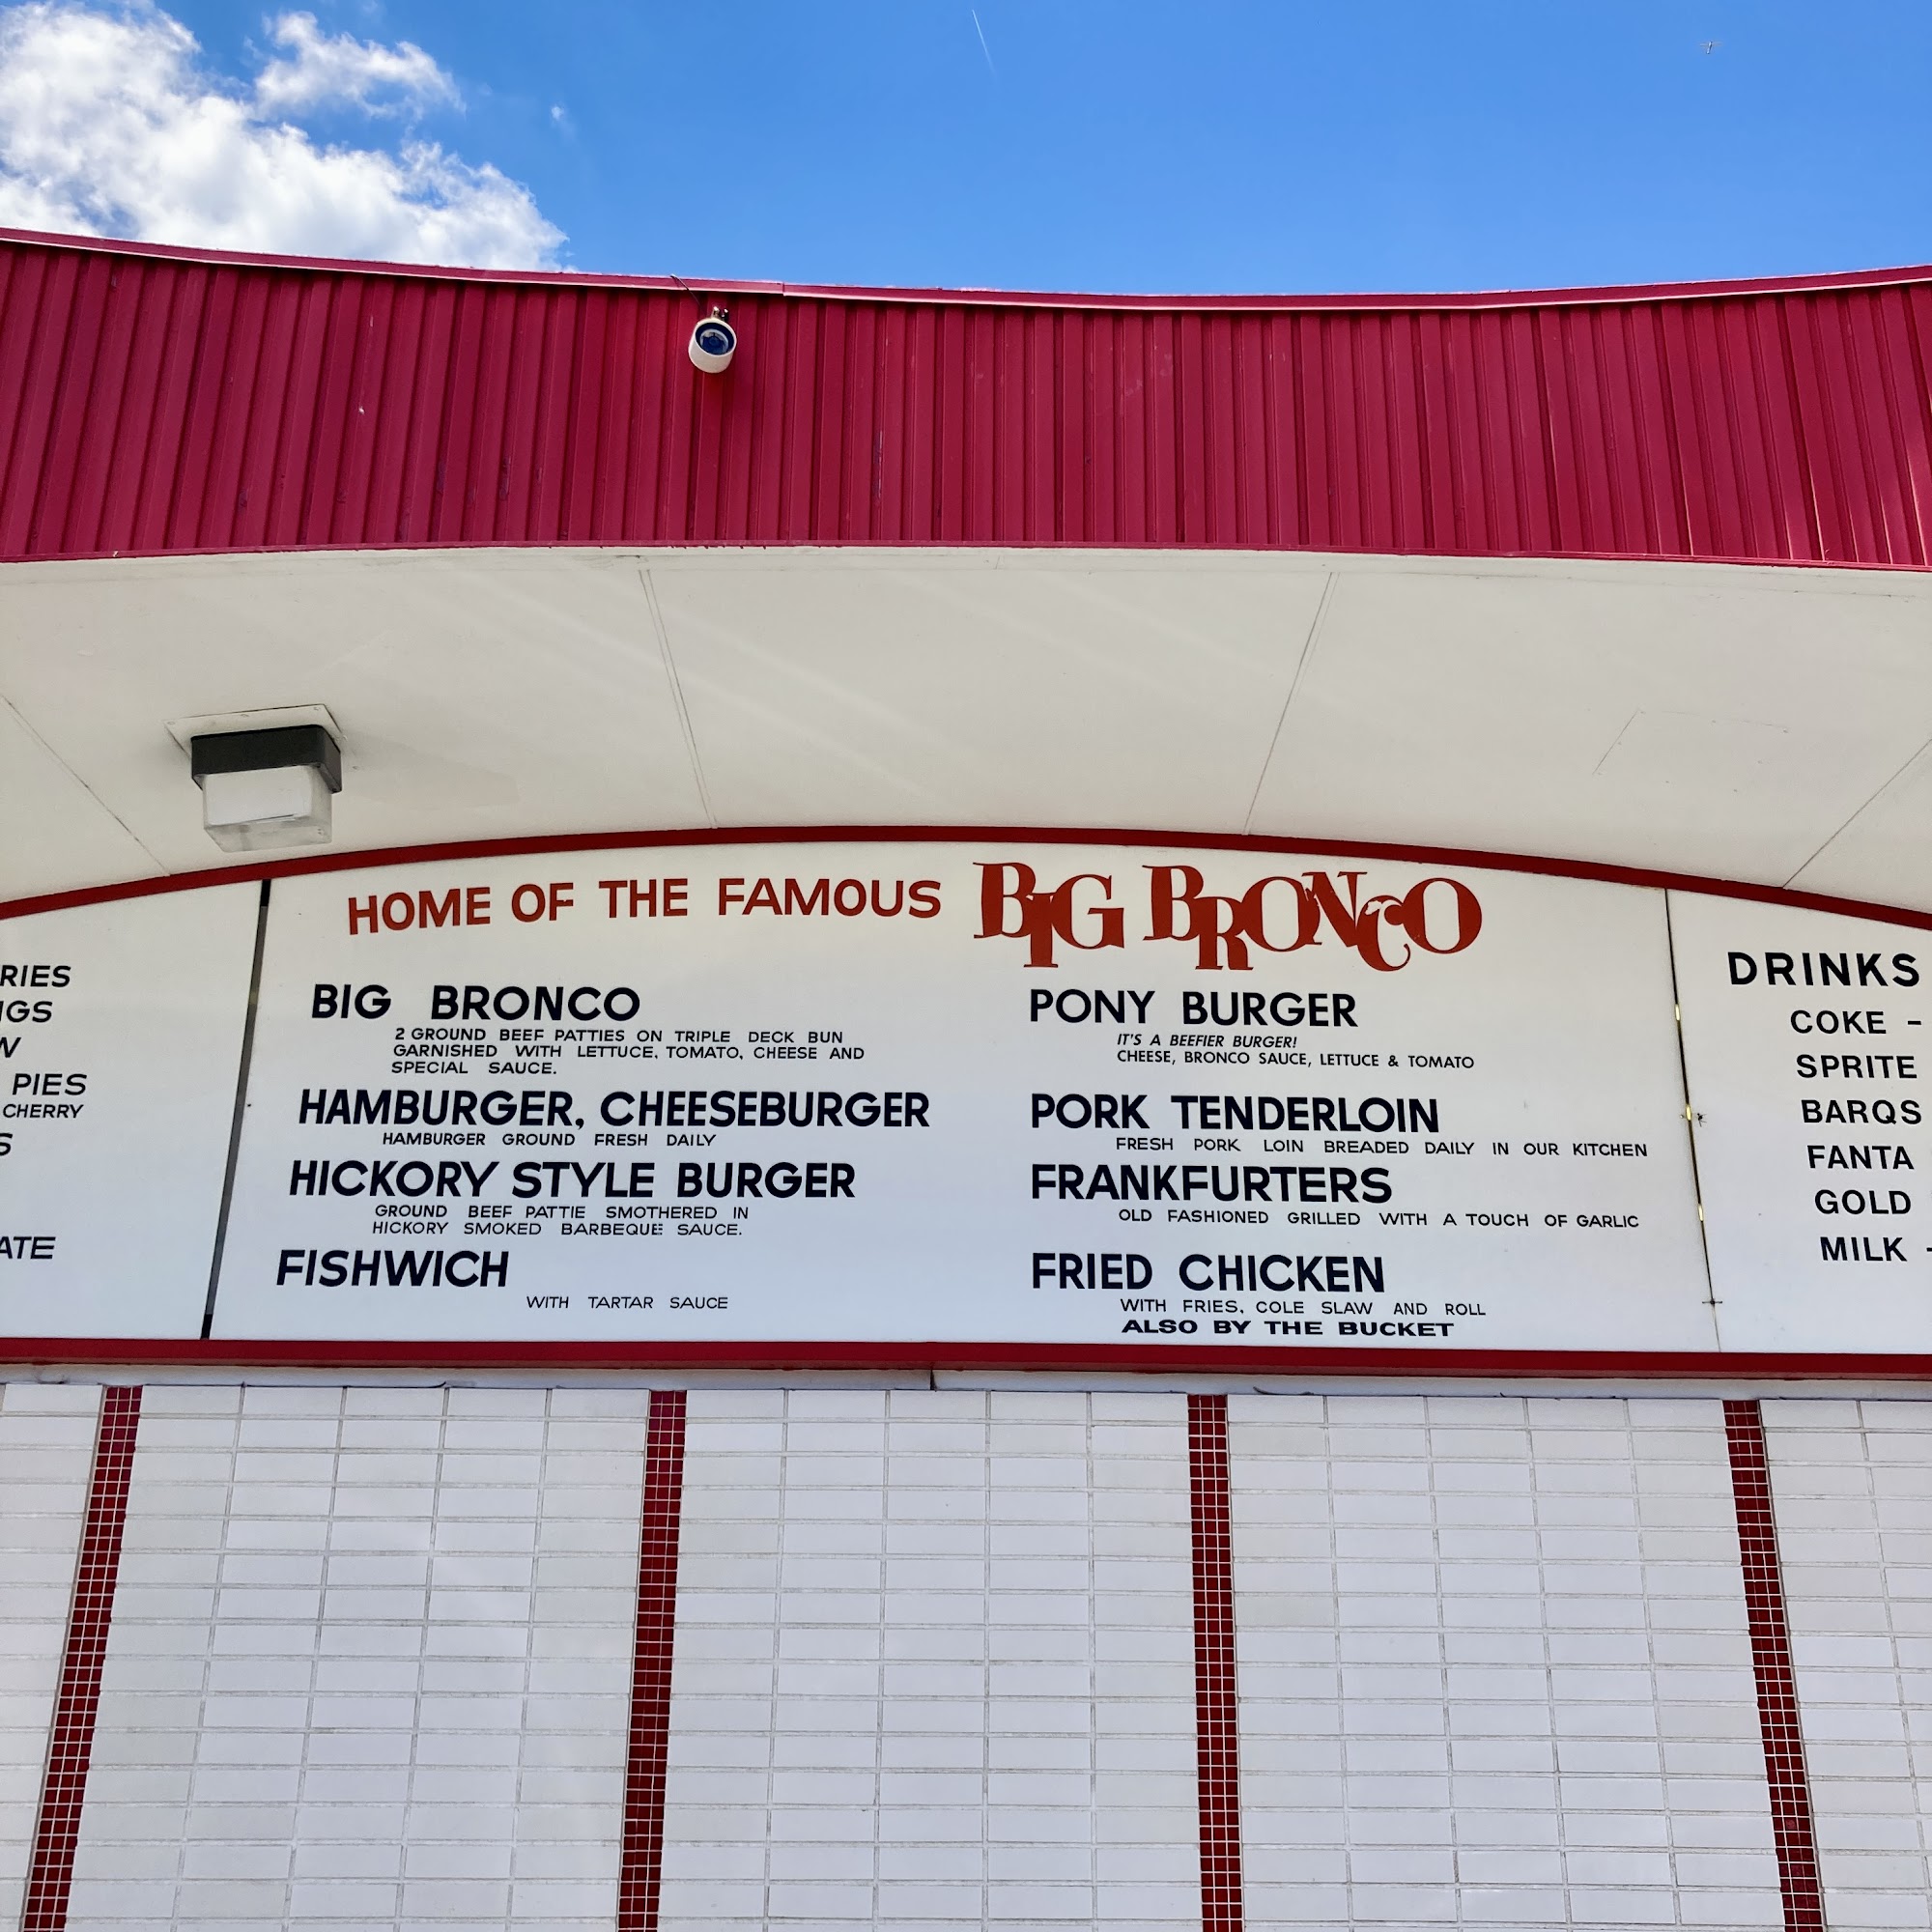 PIES
CHERRY
HOME OF THE FAMOUS BIG BRONCO
BIG BRONCO
2 GROUND BEEF PATTIES ON TRIPLE DECK BUN
GARNISHED WITH LETTUCE, TOMATO, CHEESE AND
SPECIAL SAUCE.
HAMBURGER, CHEESEBURGER
HAMBURGER GROUND FRESH DAILY
HICKORY STYLE BURGER
GROUND BEEF PATTIE SMOTHERED IN
HICKORY SMOKED BARBEQUE SAUCE.
FISHWICH
WITH TARTAR SAUCE
PONY BURGER
IT'S A BEEFIER BURGER!
CHEESE, BRONCO SAUCE, LETTUCE & TOMATO
PORK TENDERLOIN
FRESH PORK LOIN BREADED DAILY IN OUR KITCHEN
FRANKFURTERS
OLD FASHIONED GRILLED WITH A TOUCH OF GARLIC
FRIED CHICKEN
WITH FRIES, COLE SLAW AND ROLL
ALSO BY THE BUCKET
DRINKS
COKE -
SPRITE
BARQS
FANTA
GOLD
MILK -